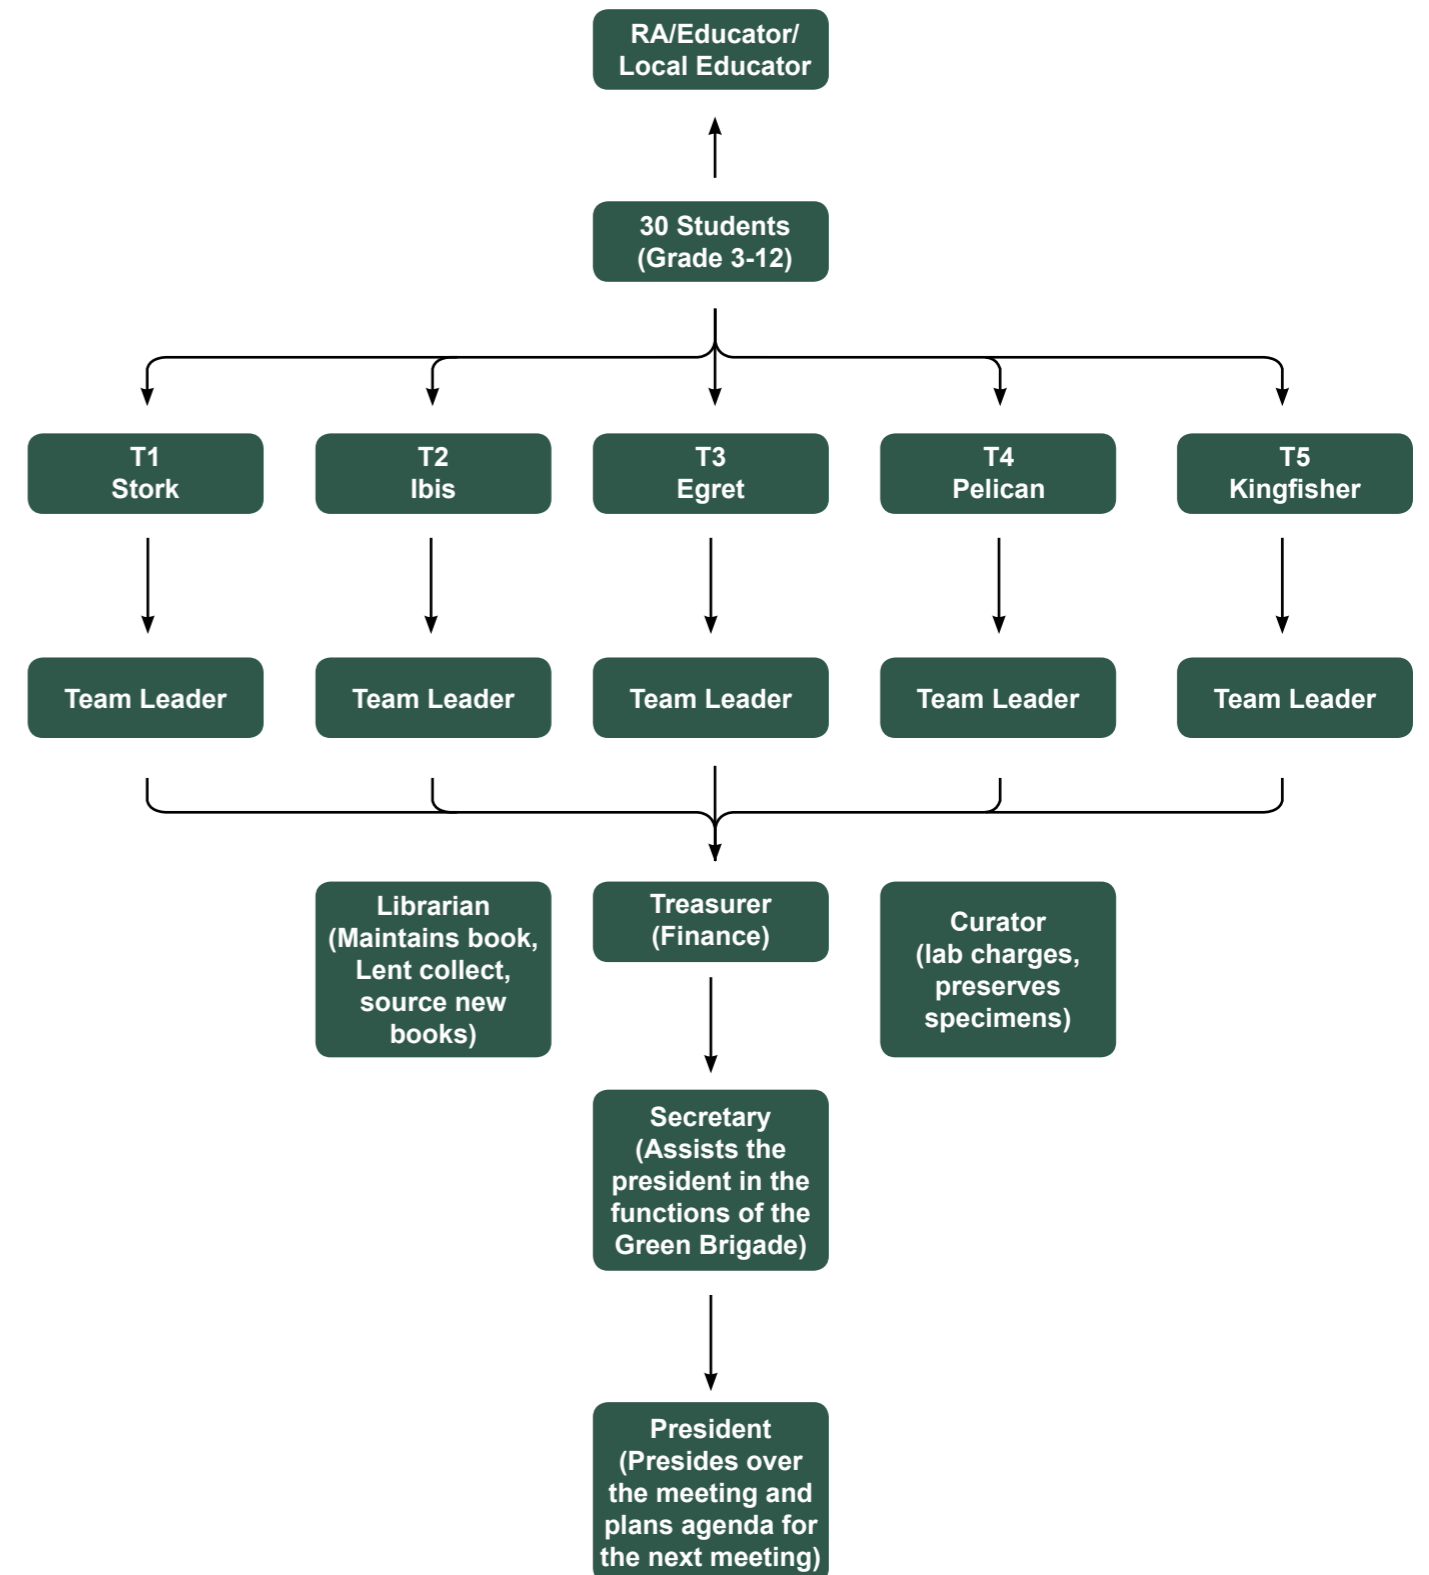 RA/Educator/
Local Educator
30 Students
(Grade 3-12)
T1
Stork
T2
Ibis
T3
Egret
T4
Pelican
T5
Kingfisher
Team Leader
Team Leader
Team Leader
Team Leader
Team Leader
Librarian
(Maintains book,
Lent collect,
source new
books)
Treasurer
(Finance)
Curator
(lab charges,
preserves
specimens)
Secretary
(Assists the
president in the
functions of the
Green Brigade)
President
(Presides over
the meeting and
plans agenda for
the next meeting)